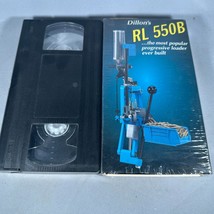 Dillon's
RL 550B
...the most popular
progressive loader
ever built